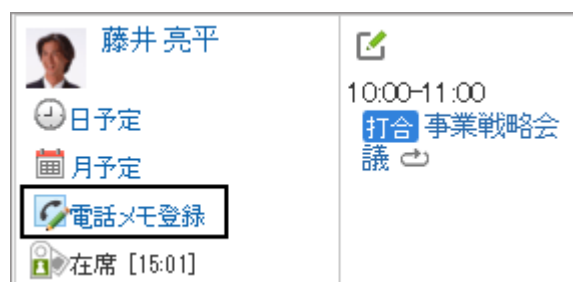 藤井 亮平
日予定
月予定
電話メモ登録
在席 [15:01]
10:00-11:00
打合 事業戦略会
議